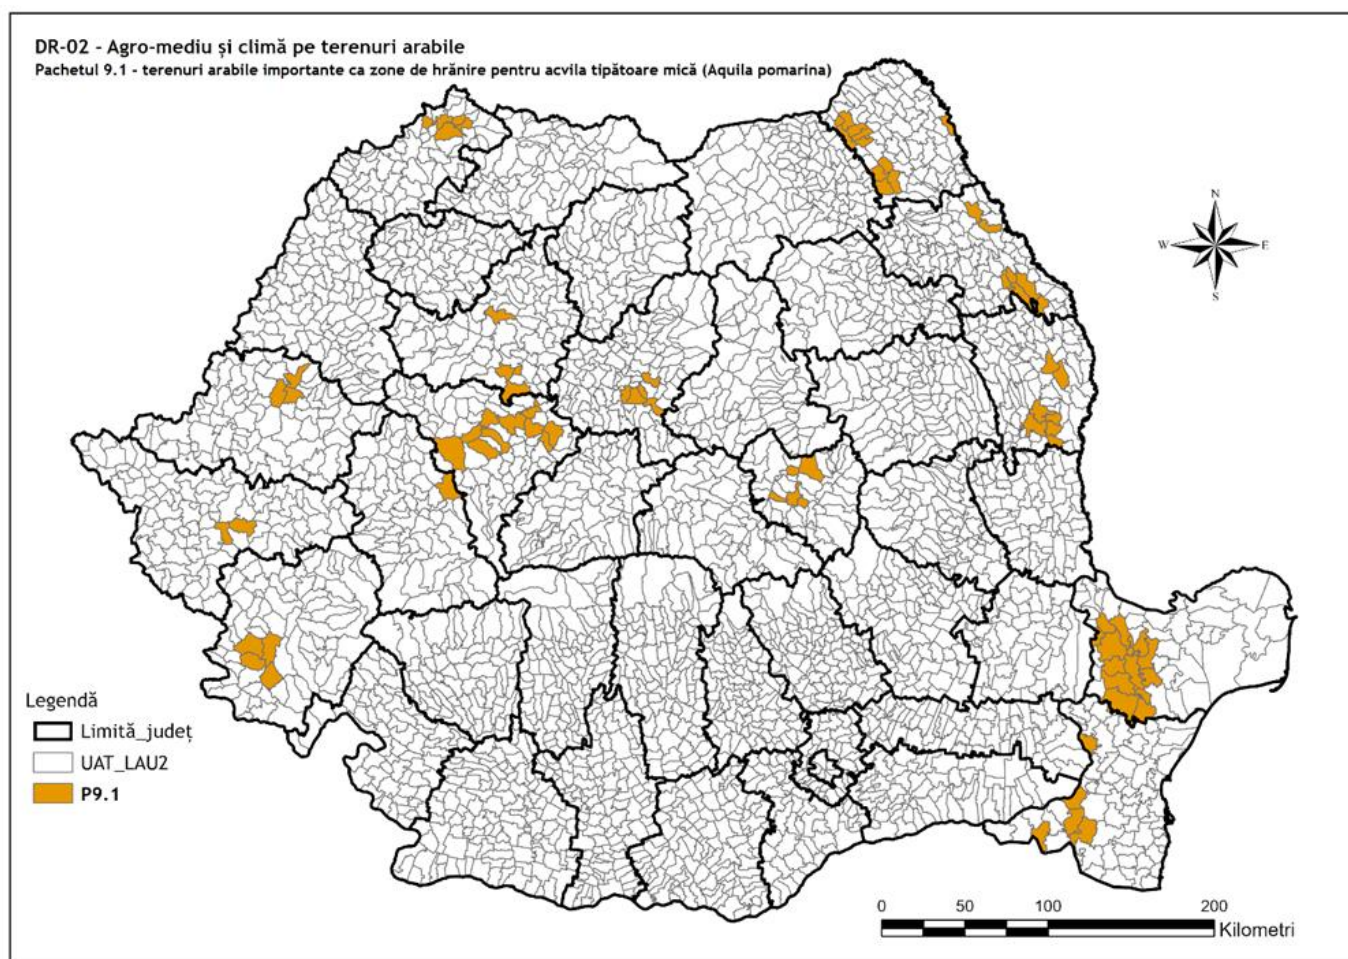 DR-02 - Agro-mediu și climă pe terenuri arabile
Pachetul 9.1 - terenuri arabile importante ca zone de hrănire pentru acvila tipătoare mică (Aquila pomarina)
N
W E
S
Legendă
Limită_județ
UAT_LAU2
P9.1
0 50 100 200
Kilometri